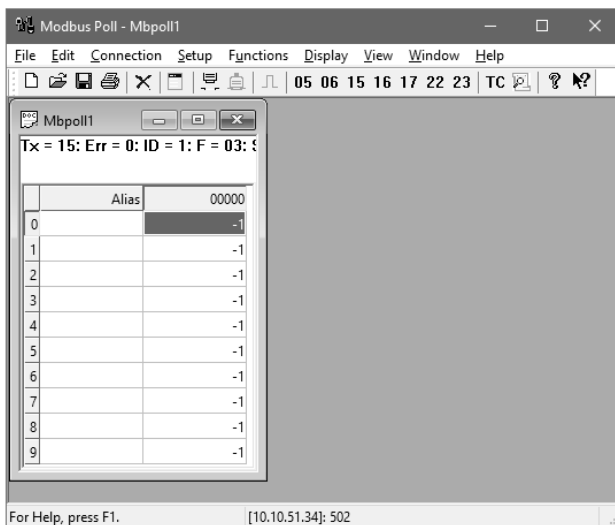 Modbus Poll - Mbpoll1
File Edit Connection Setup Functions Display View Window Help
05 06 15 16 17 22 23 TC
Mbpoll1
Tx = 15: Err = 0: ID = 1: F = 03:
Alias 00000
0 -1
1 -1
2 -1
3 -1
4 -1
5 -1
6 -1
7 -1
8 -1
9 -1
For Help, press F1. [10.10.51.34]: 502